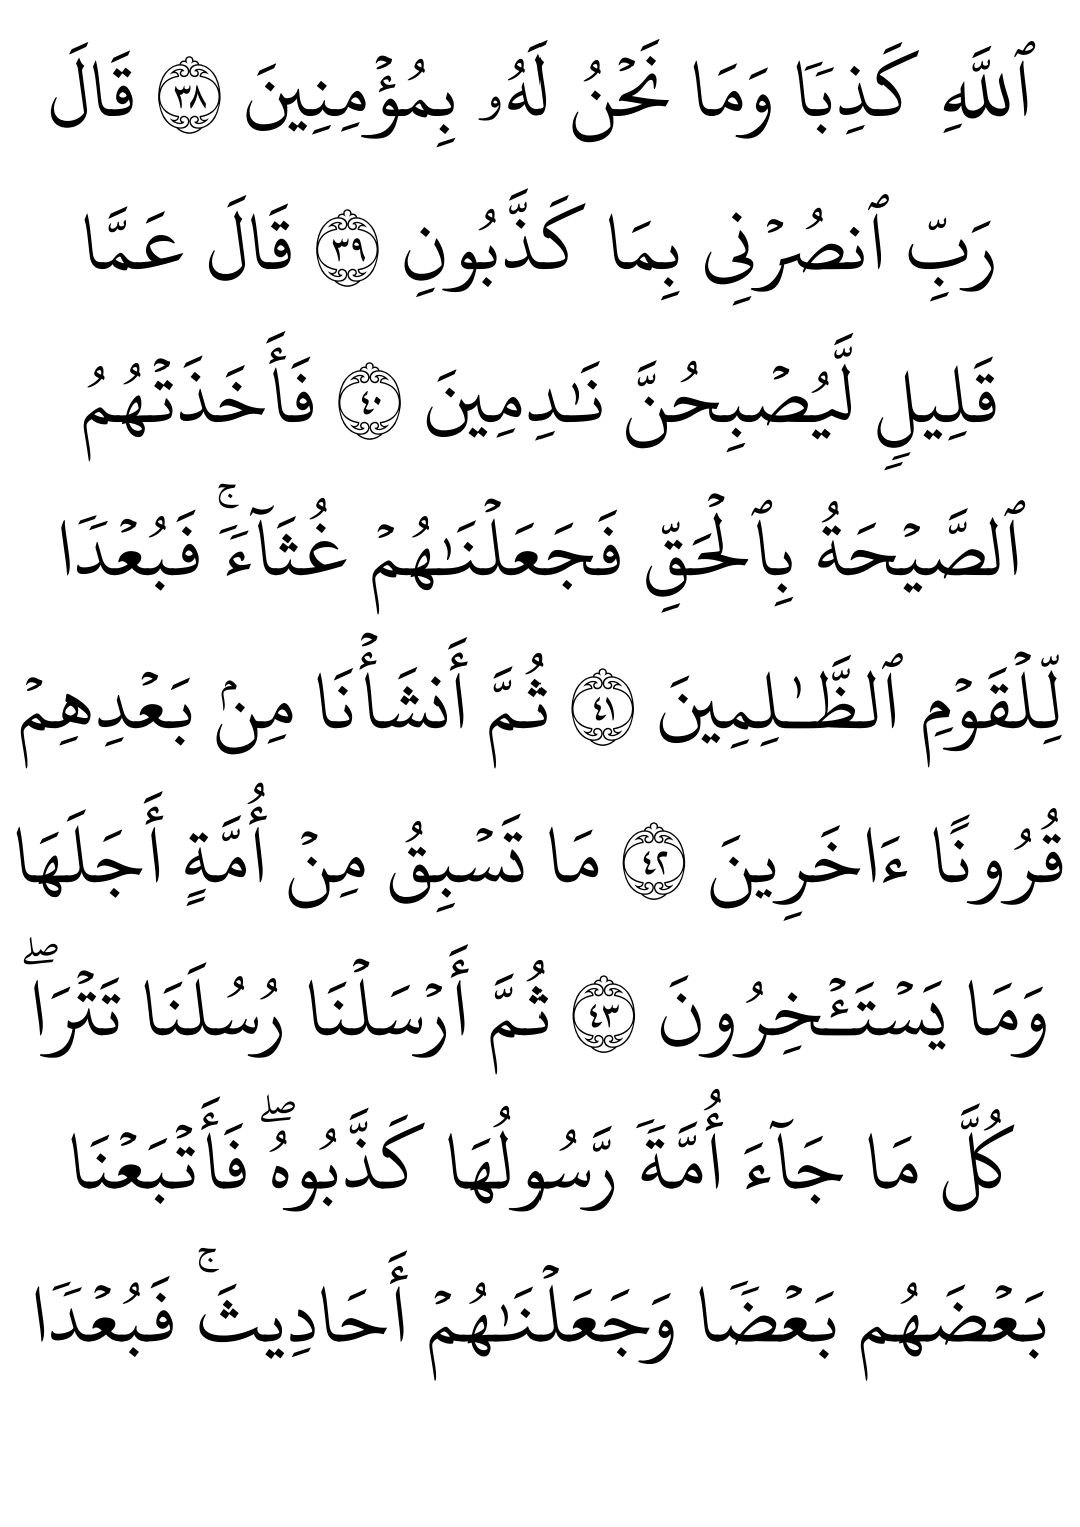 ٱللَّهِ كَذِبٗا وَمَا نَحۡنُ لَهُۥ بِمُؤۡمِنِينَ ٣٨ قَالَ
رَبِّ ٱنصُرۡنِي بِمَا كَذَّبُونِ ٣٩ قَالَ عَمَّا
قَلِيلٖ لَّيُصۡبِحُنَّ نَٰدِمِينَ ٤٠ فَأَخَذَتۡهُمُ
ٱلصَّيۡحَةُ بِٱلۡحَقِّ فَجَعَلۡنَٰهُمۡ غُثَآءٗۚ فَبُعۡدٗا
لِّلۡقَوۡمِ ٱلظَّٰلِمِينَ ٤١ ثُمَّ أَنشَأۡنَا مِنۢ بَعۡدِهِمۡ
قُرُونًا ءَاخَرِينَ ٤٢ مَا تَسۡبِقُ مِنۡ أُمَّةٍ أَجَلَهَا
وَمَا يَسۡتَـٔۡخِرُونَ ٤٣ ثُمَّ أَرۡسَلۡنَا رُسُلَنَا تَتۡرَاۖ
كُلَّ مَا جَآءَ أُمَّةٗ رَّسُولُهَا كَذَّبُوهُۖ فَأَتۡبَعۡنَا
بَعۡضَهُم بَعۡضٗا وَجَعَلۡنَٰهُمۡ أَحَادِيثَۚ فَبُعۡدٗا